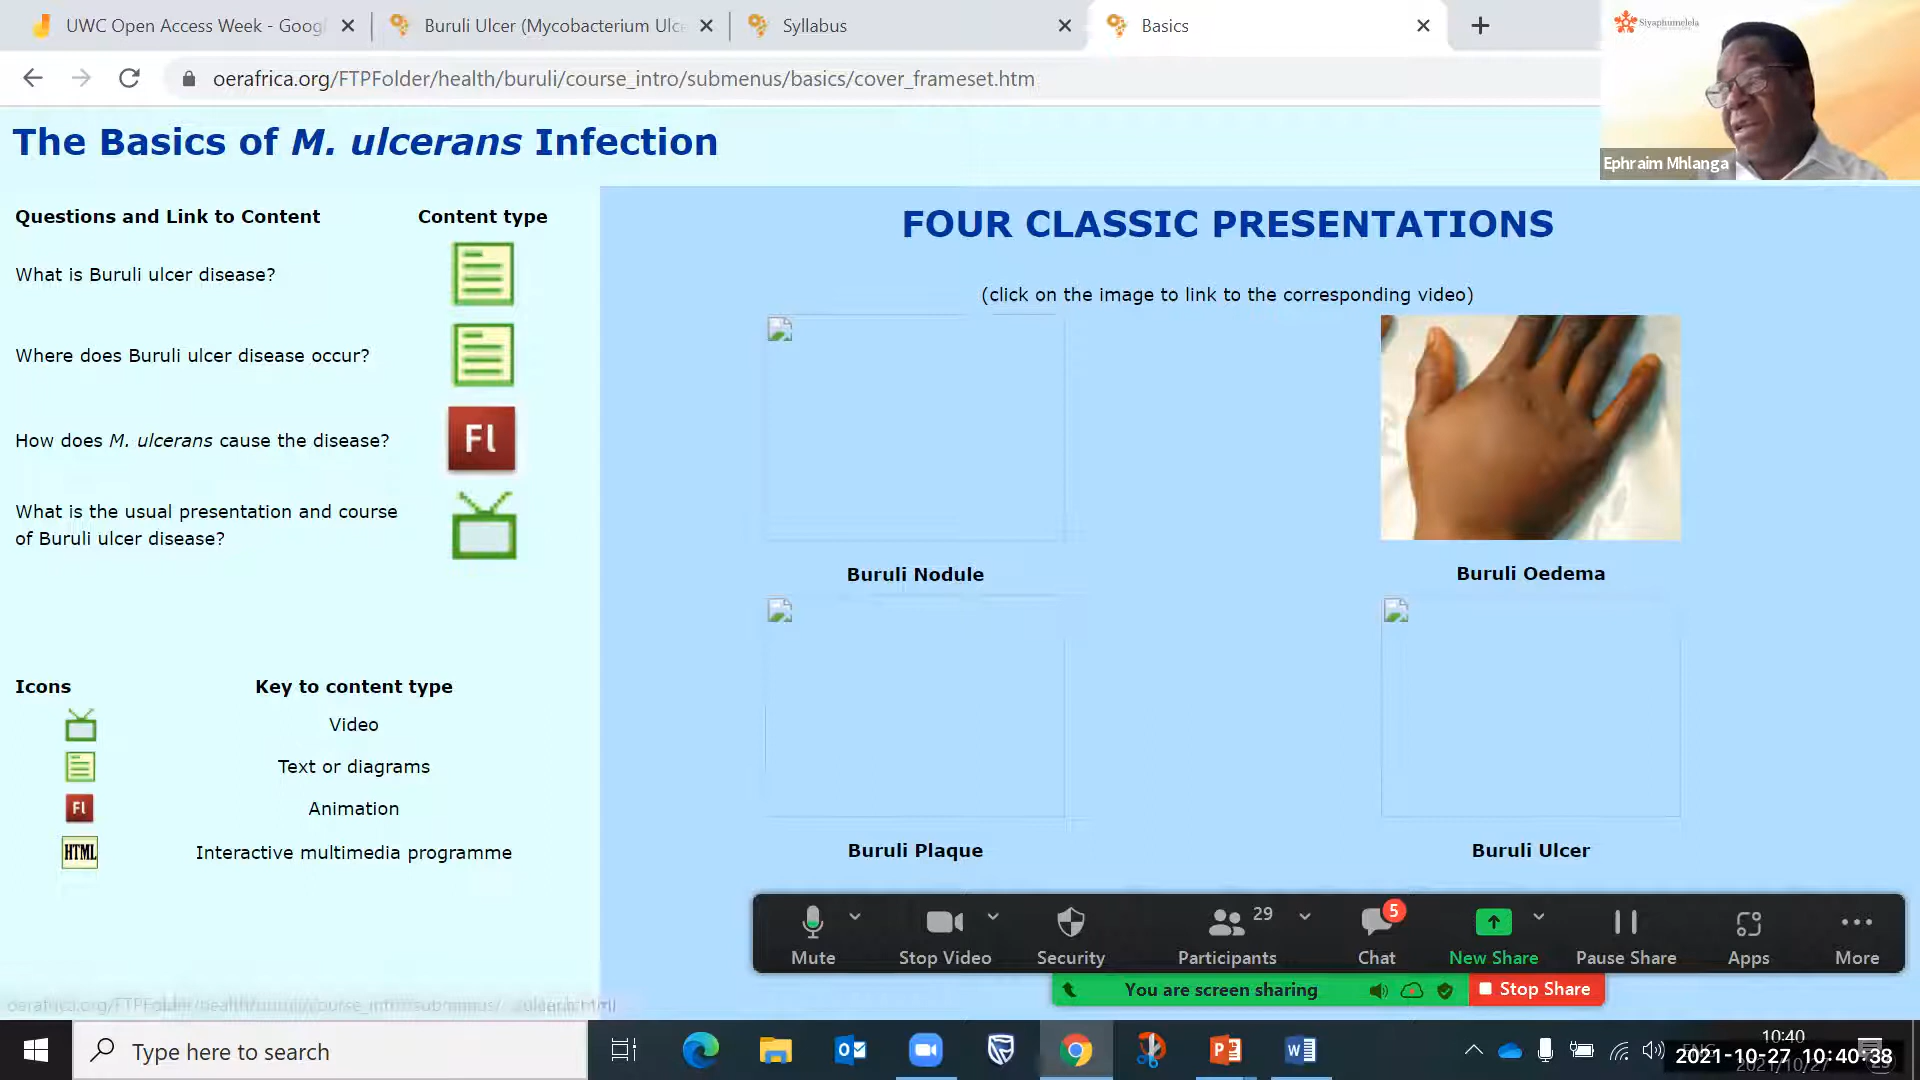 UWC Open Access Week - Goog
Buruli Ulcer (Mycobacterium Ulce
Syllabus
Basics
oerafrica.org/FTPFolder/health/buruli/course_intro/submenus/basics/cover_frameset.htm
Siyaphumelela
Ephraim Mhlanga
The Basics of M. ulcerans Infection
Questions and Link to Content
Content type
What is Buruli ulcer disease?
Where does Buruli ulcer disease occur?
How does M. ulcerans cause the disease?
Fl
What is the usual presentation and course
of Buruli ulcer disease?
Icons
Key to content type
Video
Text or diagrams
Fl
Animation
HTML
Interactive multimedia programme
FOUR CLASSIC PRESENTATIONS
(click on the image to link to the corresponding video)
Buruli Nodule
Buruli Oedema
Buruli Plaque
Buruli Ulcer
29
5
Mute
Stop Video
Security
Participants
Chat
New Share
Pause Share
Apps
More
You are screen sharing
Stop Share
Type here to search
10:40
2021-10-27 10:40:38
2021/10/27